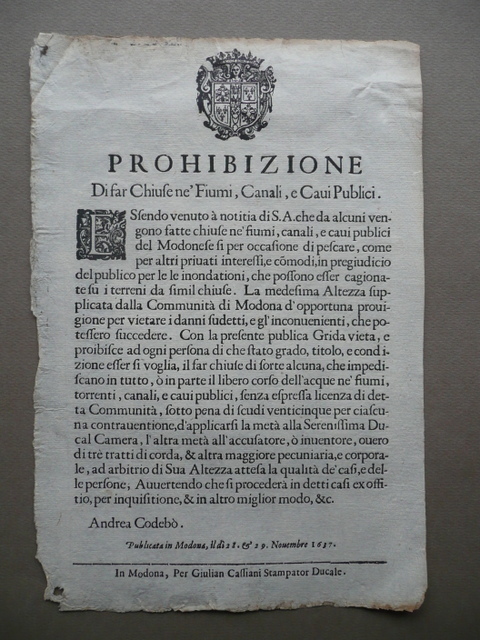 PROHIBIZIONE
Di far Chiuse ne' Fiumi, Canali, e Caui Publici.
ESsendo venuto à notitia di S.A. che da alcuni ven-
gono fatte chiuse ne' fiumi, canali, e caui publici
del Modonese sì per occasione di pescare, come
per altri priuati interessi, e cõmodi, in pregiudicio
del publico per le le inondationi, che possono esser cagiona-
te su i terreni da simil chiuse. La medesima Altezza sup-
plicata dalla Communità di Modona d'opportuna proui-
gione per vietare i danni sudetti, e gl'inconuenienti, che po-
tessero succedere. Con la presente publica Grida vieta, e
proibisce ad ogni persona di che stato grado, titolo, e cond i-
zione esser si voglia, il far chiuse di sorte alcuna, che impedi-
scano in tutto, ò in parte il libero corso dell'acque ne' fiumi,
torrenti, canali, e caui publici, senza espressa licenza di det-
ta Communità, sotto pena di scudi venticinque per ciascu-
na contrauentione, d'applicarsi la metà alla Serenissima Du-
cal Camera, l'altra metà all'accusatore, ò inuentore, ouero
di trè tratti di corda, & altra maggiore pecuniaria, e corpora-
le, ad arbitrio di Sua Altezza attesa la qualità de' casi, e del-
le persone; Auuertendo che si procederà in detti casi ex offi-
tio, per inquisitione, & in altro miglior modo, &c.
Andrea Codebò.
Publicata in Modona, lì dì 28. & 29. Nouembre 1637.
In Modona, Per Giulian Cassiani Stampator Ducale.